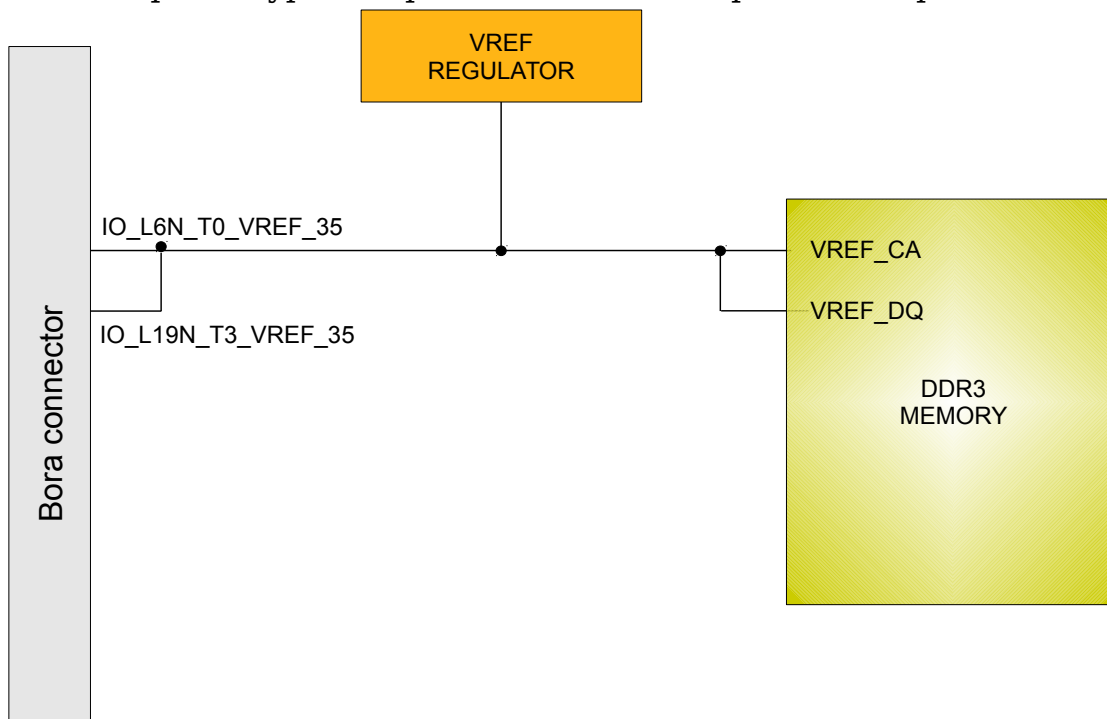 VREF
REGULATOR
IO_L6N_T0_VREF_35
VREF_CA
VREF_DQ
IO_L19N_T3_VREF_35
DDR3
MEMORY
Bora connector